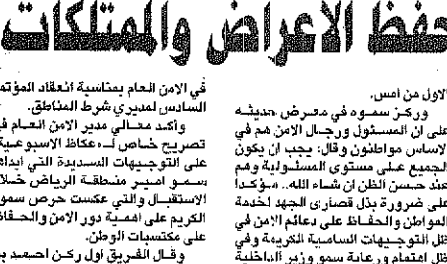 حفظ الاعراض والممتلكات
الاول من أمس.
وركز سموه في معرض حديثه
على ان المسئول ورجال الامن هم في
الاساس مواطنون وقال: يجب ان يكون
الجميع على مستوى المسئولية وهم
عند حسن الظن ان شاء الله.. مؤكدا
على ضرورة بذل قصارى الجهد لخدمة
المواطن والحفاظ على دعائم الامن في
ظل التوجيهات السامية الكريمة وفي
ظل اهتمام ورعاية سمو وزير الداخلية
في الامن العام بمناسبة انعقاد المؤتمر
السادس لمديري شرط المناطق.
وأكد معالي مدير الامن العام في
تصريح خاص لـ عكاظ الاسبوعية
على التوجيهات السديدة التي أبداها
سمو امير منطقة الرياض خلال
الاستقبال والتي عكست حرص سموه
الكريم على اهمية دور الامن والحفاظ
على مكتسبات الوطن.
وقال الفريق أول ركن احمد بن